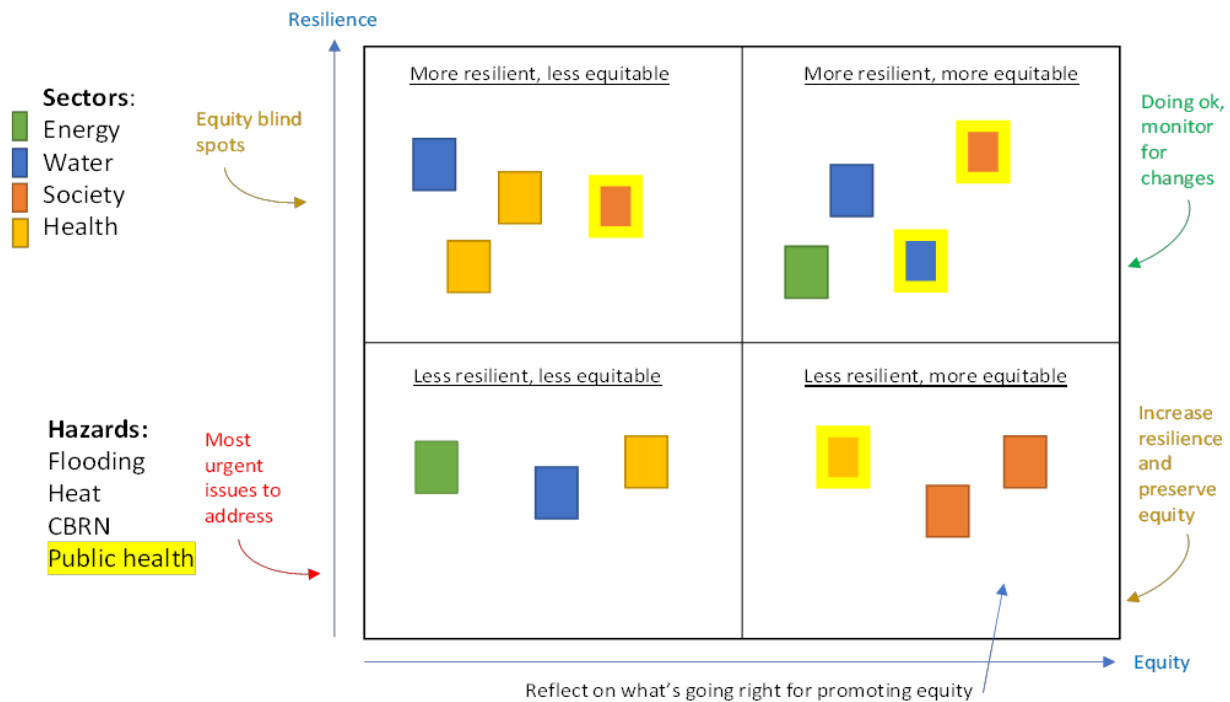 Resilience
Sectors:
Energy
Water
Society
Health
Equity blind
spots
More resilient, less equitable
More resilient, more equitable
Doing ok,
monitor
for
changes
Less resilient, less equitable
Less resilient, more equitable
Hazards:
Flooding
Heat
CBRN
Public health
Most
urgent
issues to
address
Increase
resilience
and
preserve
equity
Equity
Reflect on what's going right for promoting equity